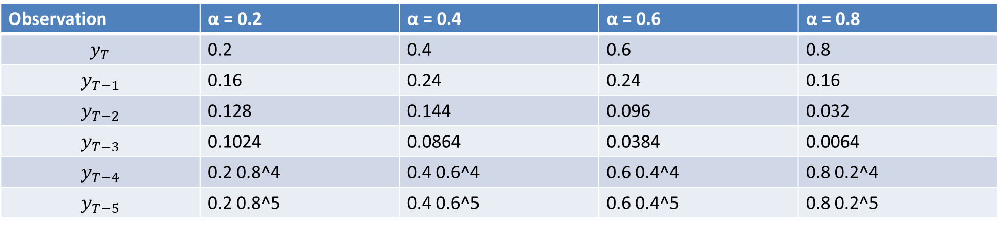 Observation α = 0.2 α = 0.4 α = 0.6 α = 0.8
y_T 0.2 0.4 0.6 0.8
y_{T−1} 0.16 0.24 0.24 0.16
y_{T−2} 0.128 0.144 0.096 0.032
y_{T−3} 0.1024 0.0864 0.0384 0.0064
y_{T−4} 0.2 0.8^4 0.4 0.6^4 0.6 0.4^4 0.8 0.2^4
y_{T−5} 0.2 0.8^5 0.4 0.6^5 0.6 0.4^5 0.8 0.2^5